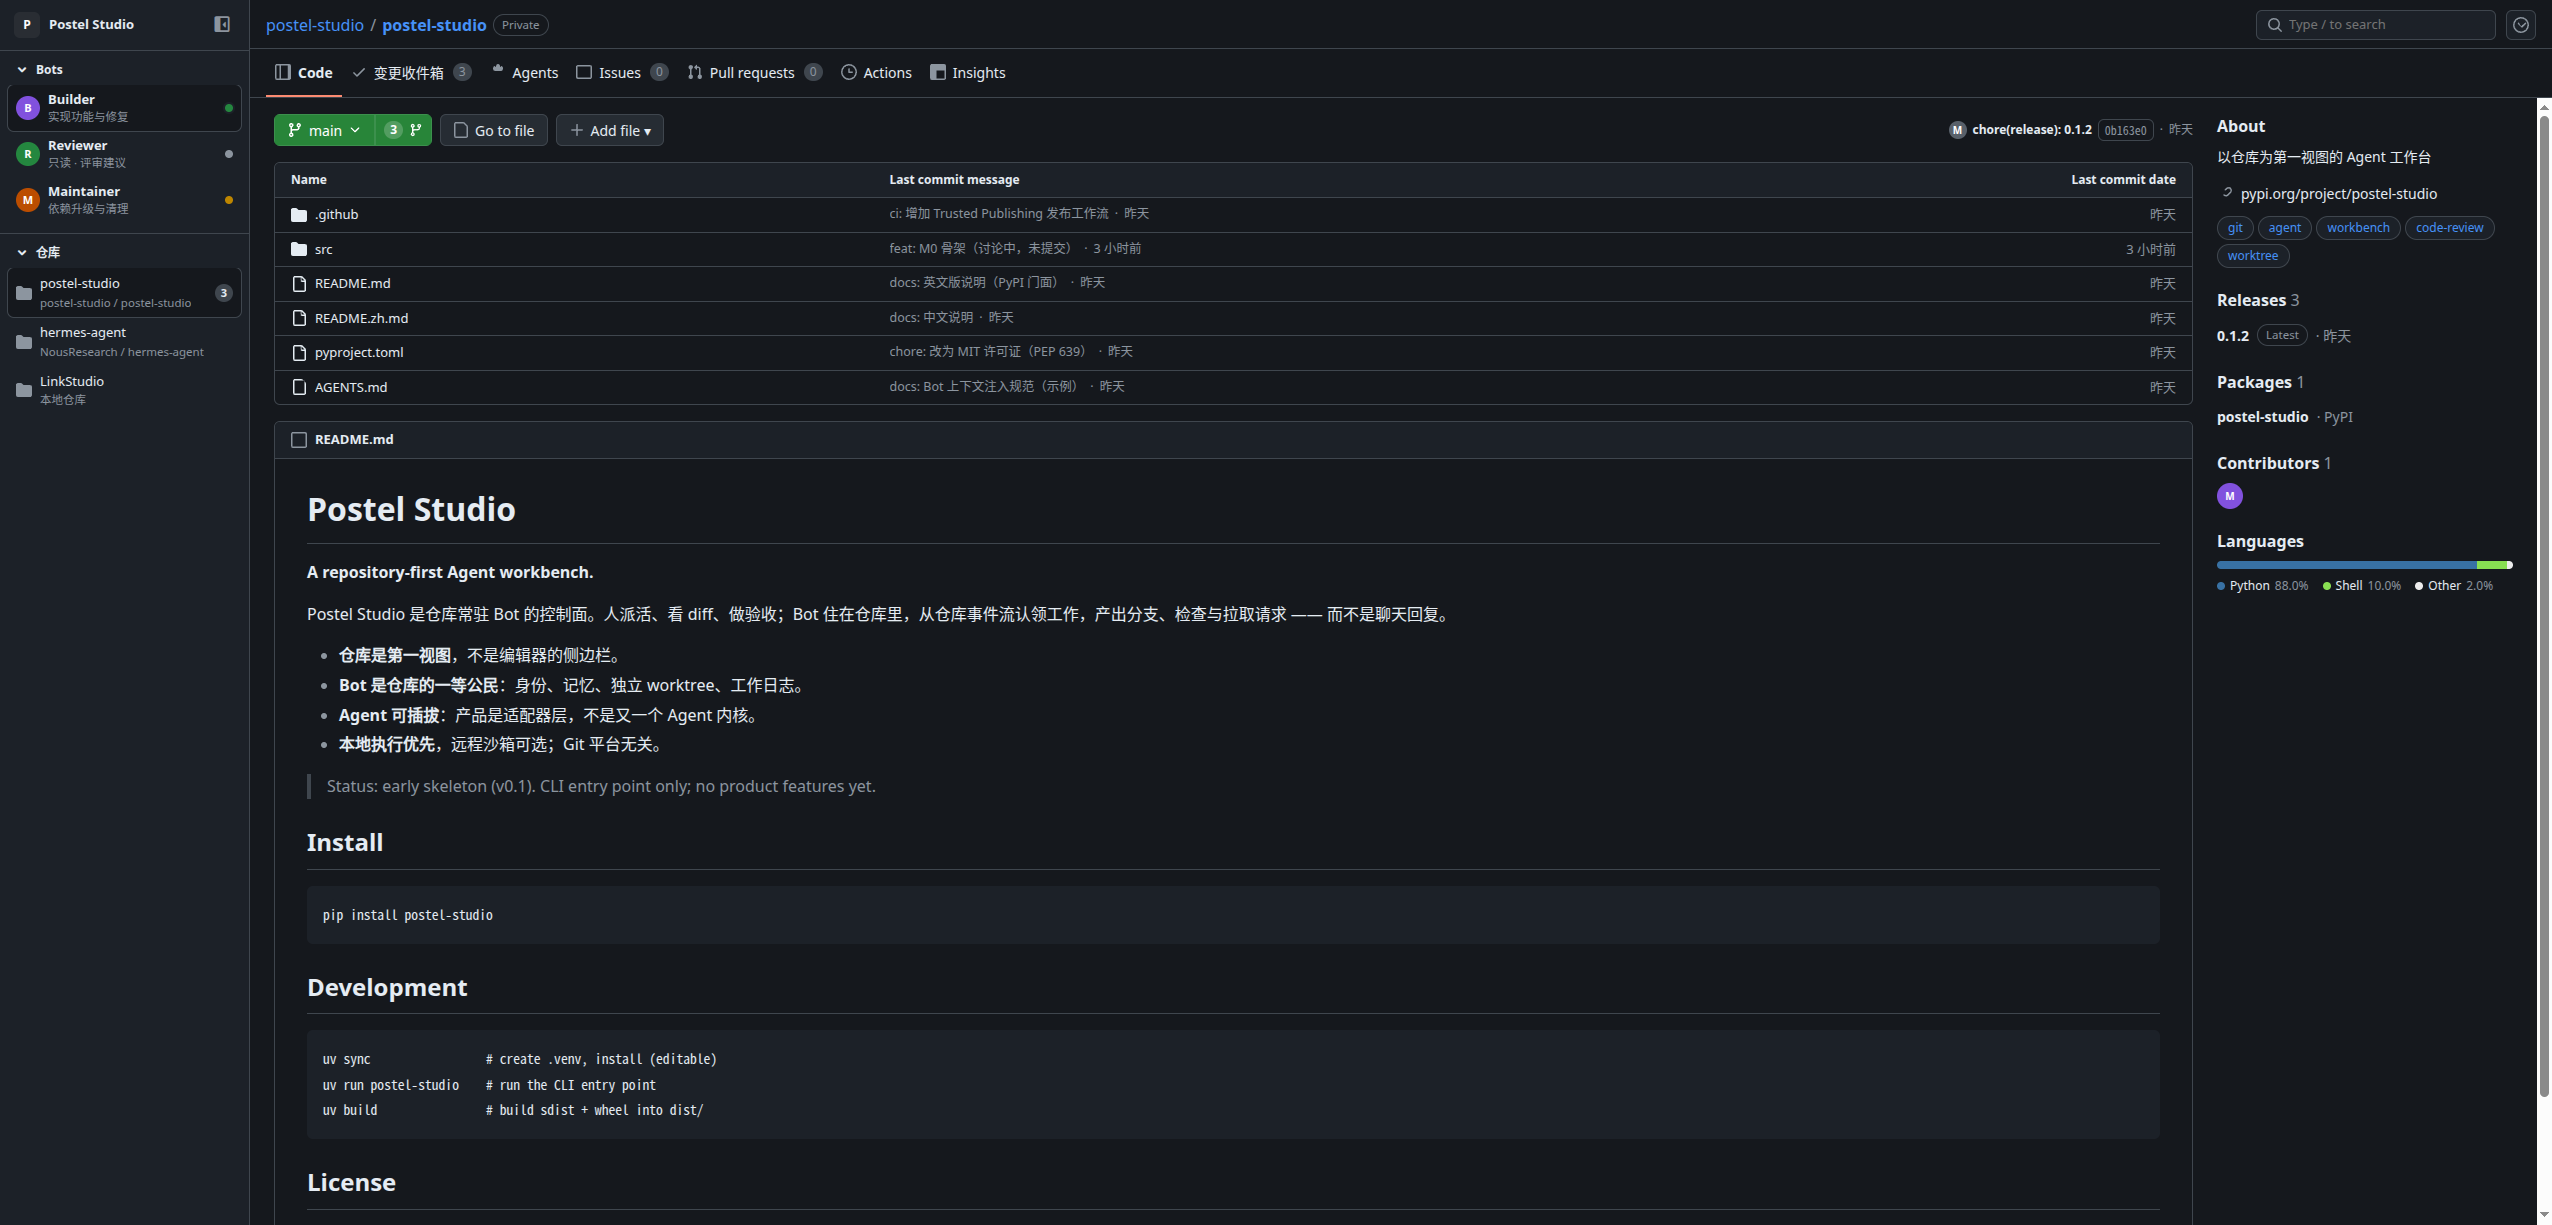 P Postel Studio
Bots
B Builder
实现功能与修复
R Reviewer
只读 · 评审建议
M Maintainer
依赖升级与清理
仓库
postel-studio 3
postel-studio / postel-studio
hermes-agent
NousResearch / hermes-agent
LinkStudio
本地仓库
postel-studio / postel-studio Private
Type / to search
Code 变更收件箱 3 Agents Issues 0 Pull requests 0 Actions Insights
main 3 Go to file Add file ▾
M chore(release): 0.1.2 0b163e0 · 昨天
Name Last commit message Last commit date
.github ci: 增加 Trusted Publishing 发布工作流 · 昨天 昨天
src feat: M0 骨架（讨论中，未提交） · 3 小时前 3 小时前
README.md docs: 英文版说明（PyPI 门面） · 昨天 昨天
README.zh.md docs: 中文说明 · 昨天 昨天
pyproject.toml chore: 改为 MIT 许可证（PEP 639） · 昨天 昨天
AGENTS.md docs: Bot 上下文注入规范（示例） · 昨天 昨天
README.md
Postel Studio
A repository-first Agent workbench.
Postel Studio 是仓库常驻 Bot 的控制面。人派活、看 diff、做验收；Bot 住在仓库里，从仓库事件流认领工作，产出分支、检查与拉取请求 —— 而不是聊天回复。
• 仓库是第一视图，不是编辑器的侧边栏。
• Bot 是仓库的一等公民：身份、记忆、独立 worktree、工作日志。
• Agent 可插拔：产品是适配器层，不是又一个 Agent 内核。
• 本地执行优先，远程沙箱可选；Git 平台无关。
Status: early skeleton (v0.1). CLI entry point only; no product features yet.
Install
pip install postel-studio
Development
uv sync # create .venv, install (editable)
uv run postel-studio # run the CLI entry point
uv build # build sdist + wheel into dist/
License
About
以仓库为第一视图的 Agent 工作台
pypi.org/project/postel-studio
git agent workbench code-review
worktree
Releases 3
0.1.2 Latest · 昨天
Packages 1
postel-studio · PyPI
Contributors 1
M
Languages
Python 88.0% Shell 10.0% Other 2.0%